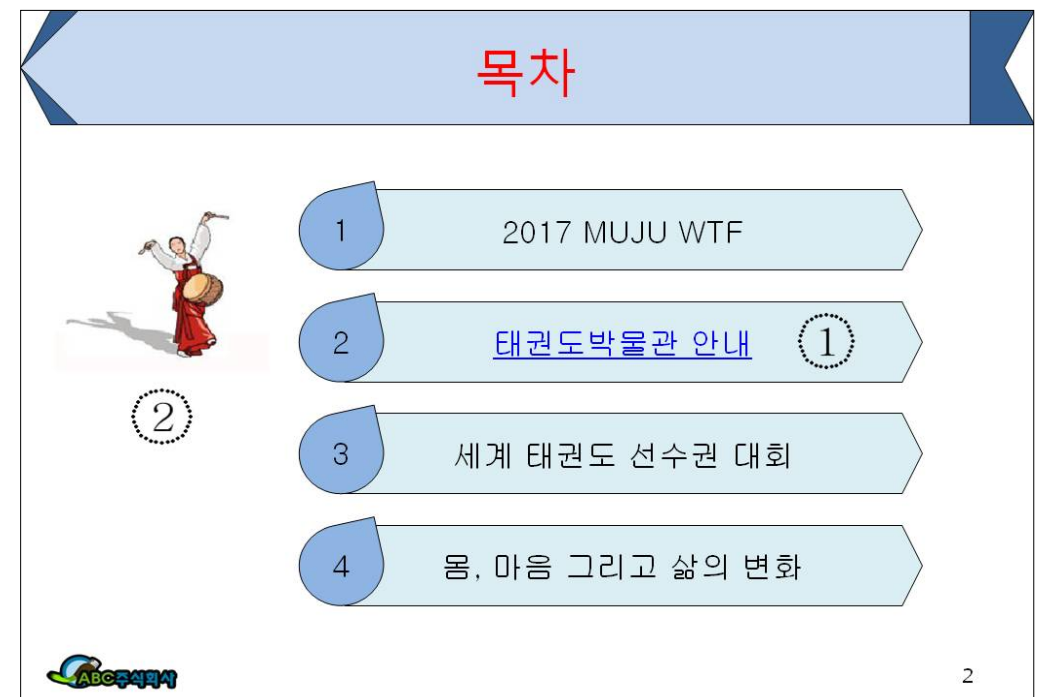 목차
1 2017 MUJU WTF
2 태권도박물관 안내 ①
②
3 세계 태권도 선수권 대회
4 몸, 마음 그리고 삶의 변화
ABC주식회사
2